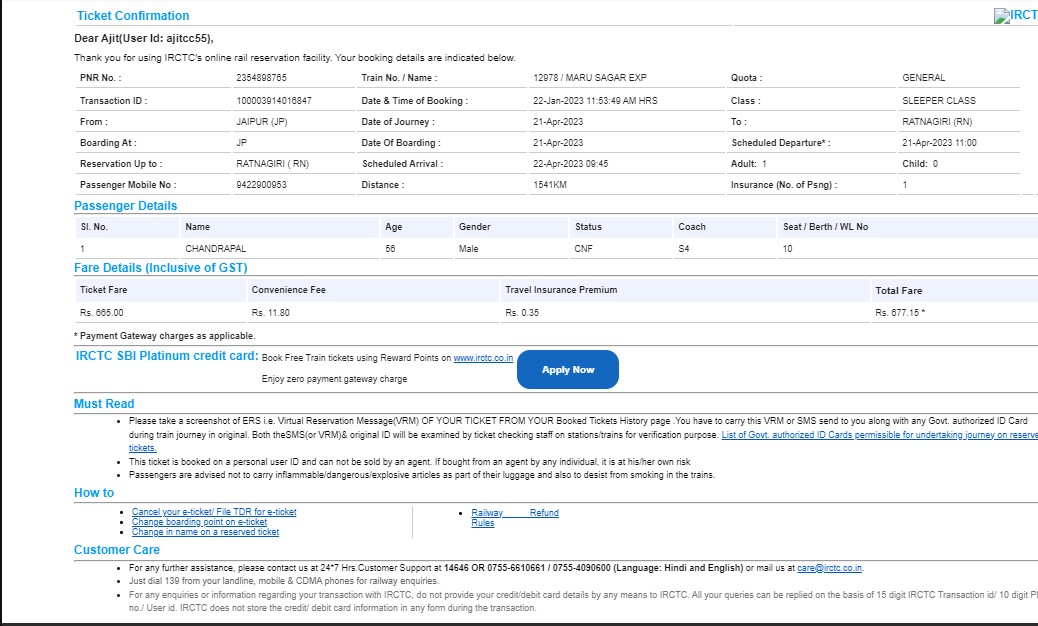 Ticket Confirmation
IRCT
Dear Ajit(User Id: ajitcc55),
Thank you for using IRCTC's online rail reservation facility. Your booking details are indicated below.
PNR No. : 2354898765 Train No. / Name : 12978 / MARU SAGAR EXP Quota : GENERAL
Transaction ID : 100003914016847 Date & Time of Booking : 22-Jan-2023 11:53:49 AM HRS Class : SLEEPER CLASS
From : JAIPUR (JP) Date of Journey : 21-Apr-2023 To : RATNAGIRI (RN)
Boarding At : JP Date Of Boarding : 21-Apr-2023 Scheduled Departure* : 21-Apr-2023 11:00
Reservation Up to : RATNAGIRI ( RN) Scheduled Arrival : 22-Apr-2023 09:45 Adult: 1 Child: 0
Passenger Mobile No : 9422900953 Distance : 1541KM Insurance (No. of Psng) : 1
Passenger Details
Sl. No. Name Age Gender Status Coach Seat / Berth / WL No
1 CHANDRAPAL 56 Male CNF S4 10
Fare Details (Inclusive of GST)
Ticket Fare Convenience Fee Travel Insurance Premium Total Fare
Rs. 665.00 Rs. 11.80 Rs. 0.35 Rs. 677.15 *
* Payment Gateway charges as applicable.
IRCTC SBI Platinum credit card: Book Free Train tickets using Reward Points on www.irctc.co.in
Apply Now
Enjoy zero payment gateway charge
Must Read
• Please take a screenshot of ERS i.e. Virtual Reservation Message(VRM) OF YOUR TICKET FROM YOUR Booked Tickets History page .You have to carry this VRM or SMS send to you along with any Govt. authorized ID Card
during train journey in original. Both theSMS(or VRM)& original ID will be examined by ticket checking staff on stations/trains for verification purpose. List of Govt. authorized ID Cards permissible for undertaking journey on reserve
tickets.
• This ticket is booked on a personal user ID and can not be sold by an agent. If bought from an agent by any individual, it is at his/her own risk
• Passengers are advised not to carry inflammable/dangerous/explosive articles as part of their luggage and also to desist from smoking in the trains.
How to
• Cancel your e-ticket/ File TDR for e-ticket
• Change boarding point on e-ticket
• Change in name on a reserved ticket
• Railway Refund
Rules
Customer Care
• For any further assistance, please contact us at 24*7 Hrs.Customer Support at 14646 OR 0755-6610661 / 0755-4090600 (Language: Hindi and English) or mail us at care@irctc.co.in.
• Just dial 139 from your landline, mobile & CDMA phones for railway enquiries.
• For any enquiries or information regarding your transaction with IRCTC, do not provide your credit/debit card details by any means to IRCTC. All your queries can be replied on the basis of 15 digit IRCTC Transaction id/ 10 digit P
no./ User id. IRCTC does not store the credit/ debit card information in any form during the transaction.